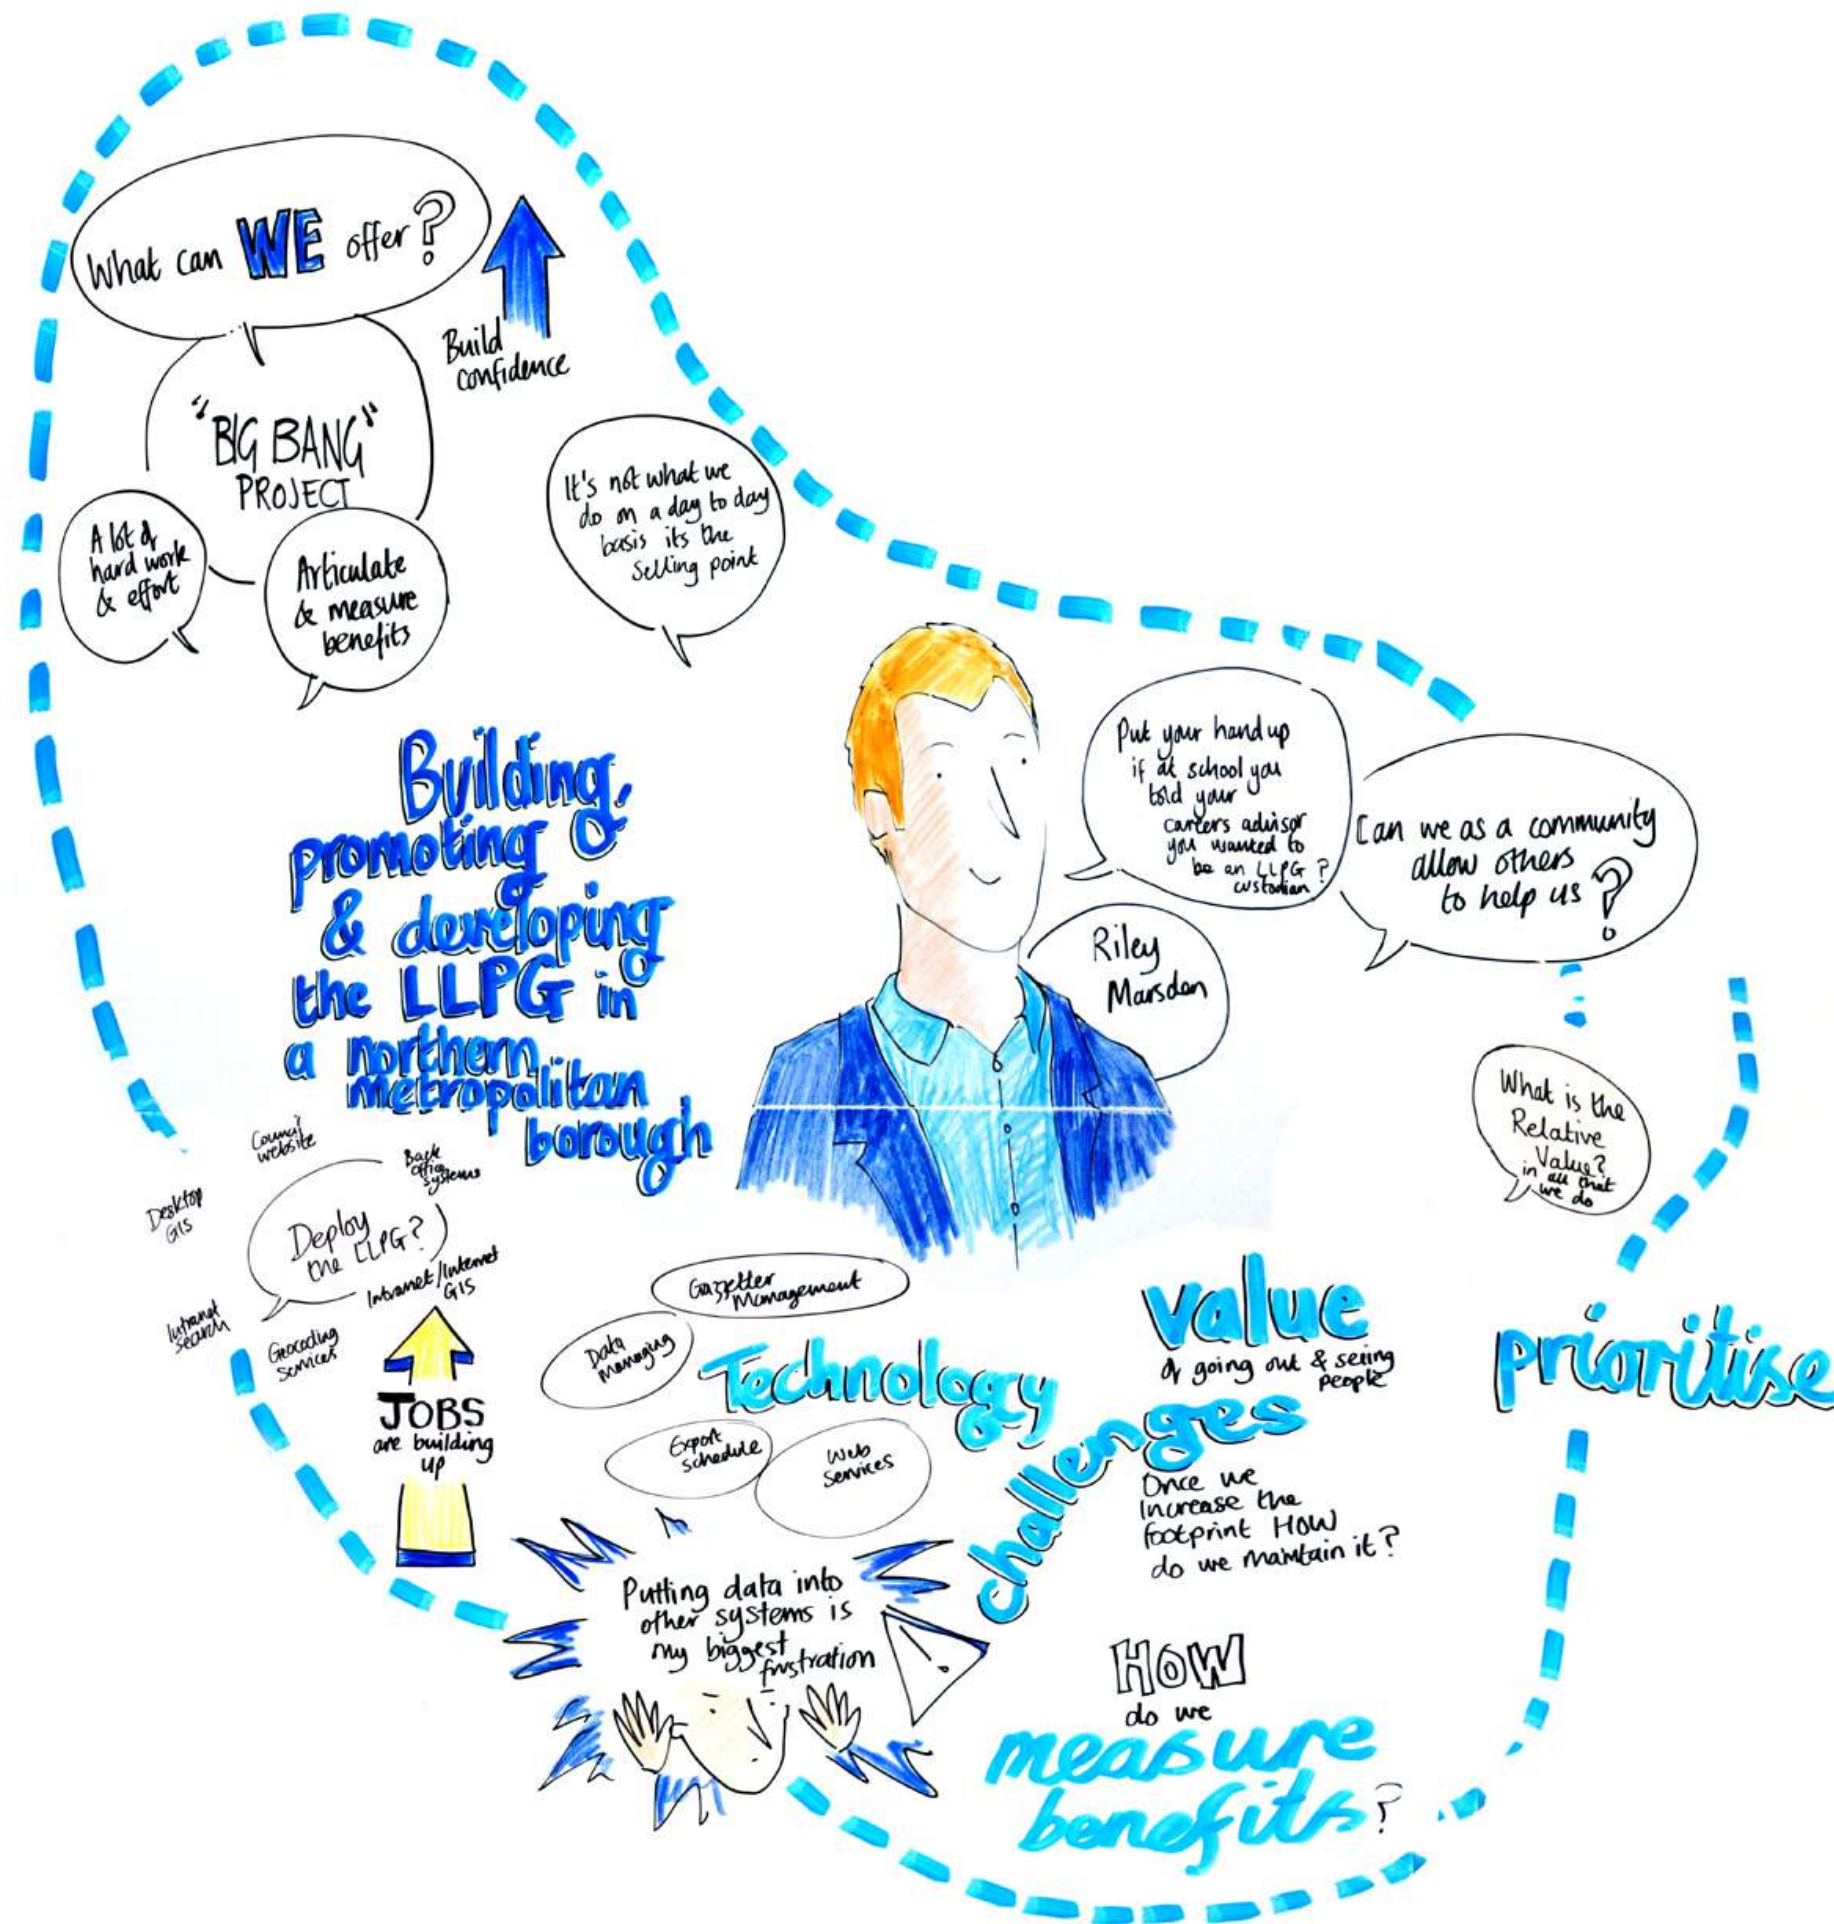 What can WE offer?
Build
confidence
"BIG BANG"
PROJECT
A lot of
hard work
& effort
Articulate
& measure
benefits
It's not what we
do on a day to day
basis its the
selling point
Building,
promoting
& developing
the LLPG in
a northern
metropolitan
borough
Put your hand up
if at school you
told your
careers advisor
you wanted to
be an LLPG ?
custodian
Can we as a community
allow others
to help us ?
Riley
Marsden
What is the
Relative
Value?
in all that
we do
Council
website
Back
office
systems
Desktop
GIS
Deploy
the LLPG?
Intranet/Internet
GIS
Intranet
search
Geocoding
services
JOBS
are building
up
Gazzetter
Management
Data
Managing
Technology
Export
schedule
Web
services
Value
of going out & seeing
people
challenges
Once we
increase the
footprint HOW
do we maintain it?
prioritise
Putting data into
other systems is
my biggest
frustration
!
HOW
do we
measure
benefits?